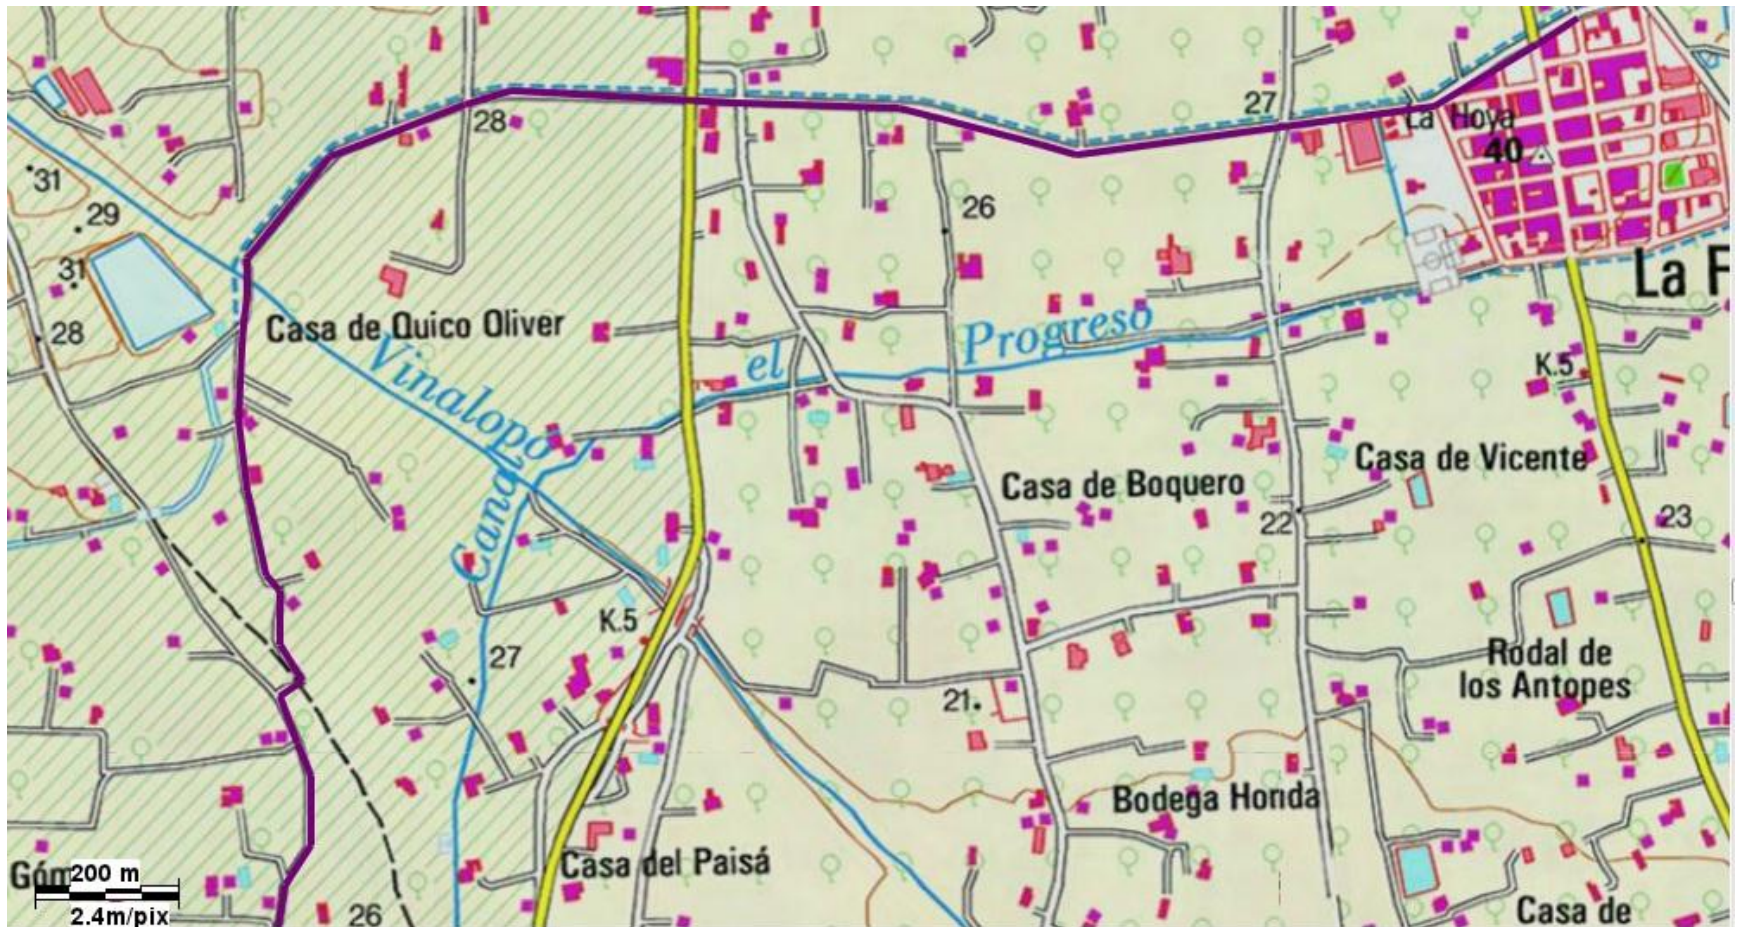 La Hoya
28
27
40
31
29
26
31
La F
28
Casa de Quico Oliver
Progreso
el
Vinalopó
K.5
Canal
Casa de Boquero
Casa de Vicente
22
23
K.5
27
Rodal de
los Antopes
21
Bodega Honda
Casa del Paisá
Góm
200 m
2.4m/pix
26
Casa de